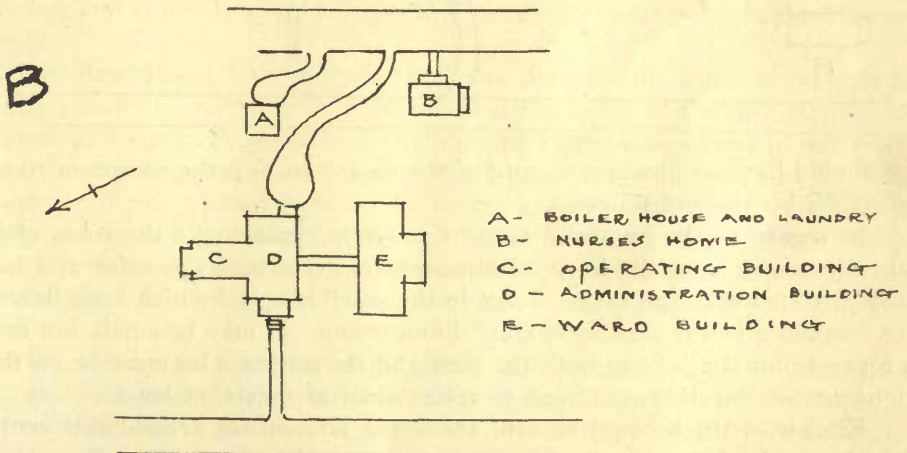 B
A
B
C D E
A - BOILER HOUSE AND LAUNDRY
B - NURSES HOME
C - OPERATING BUILDING
D - ADMINISTRATION BUILDING
E - WARD BUILDING